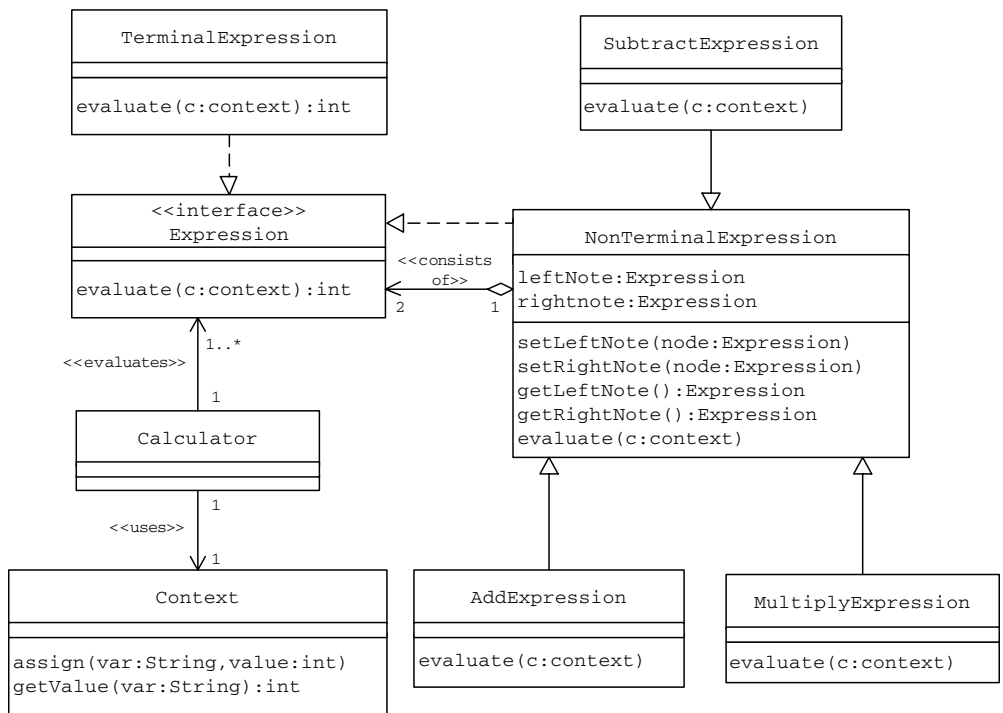 TerminalExpression
evaluate(c:context):int
SubtractExpression
evaluate(c:context)
<<interface>>
Expression
evaluate(c:context):int
<<consists
of>>
2
1
NonTerminalExpression
leftNote:Expression
rightnote:Expression
setLeftNote(node:Expression)
setRightNote(node:Expression)
getLeftNote():Expression
getRightNote():Expression
evaluate(c:context)
1..*
<<evaluates>>
1
Calculator
1
<<uses>>
1
Context
assign(var:String,value:int)
getValue(var:String):int
AddExpression
evaluate(c:context)
MultiplyExpression
evaluate(c:context)